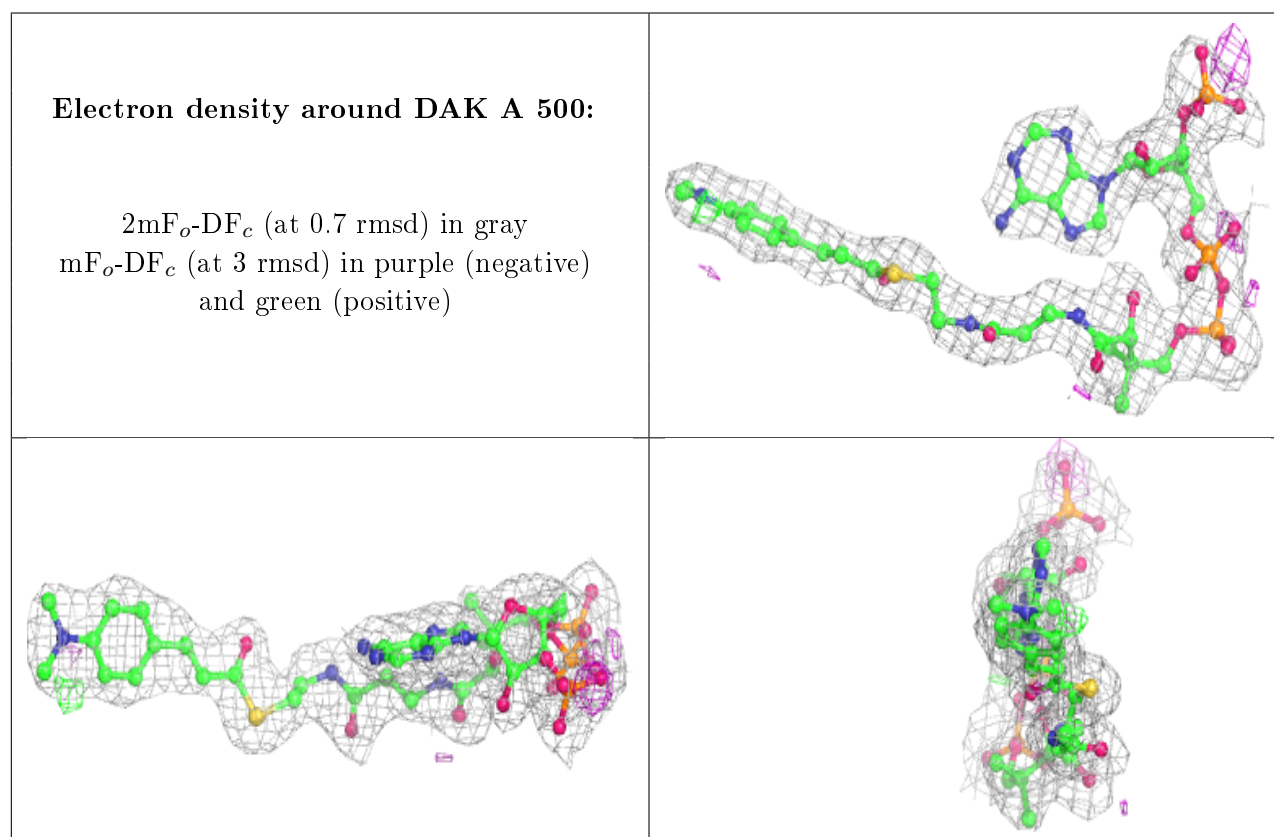 Electron density around DAK A 500:
2mFₒ-DF𝒸 (at 0.7 rmsd) in gray
mFₒ-DF𝒸 (at 3 rmsd) in purple (negative)
and green (positive)